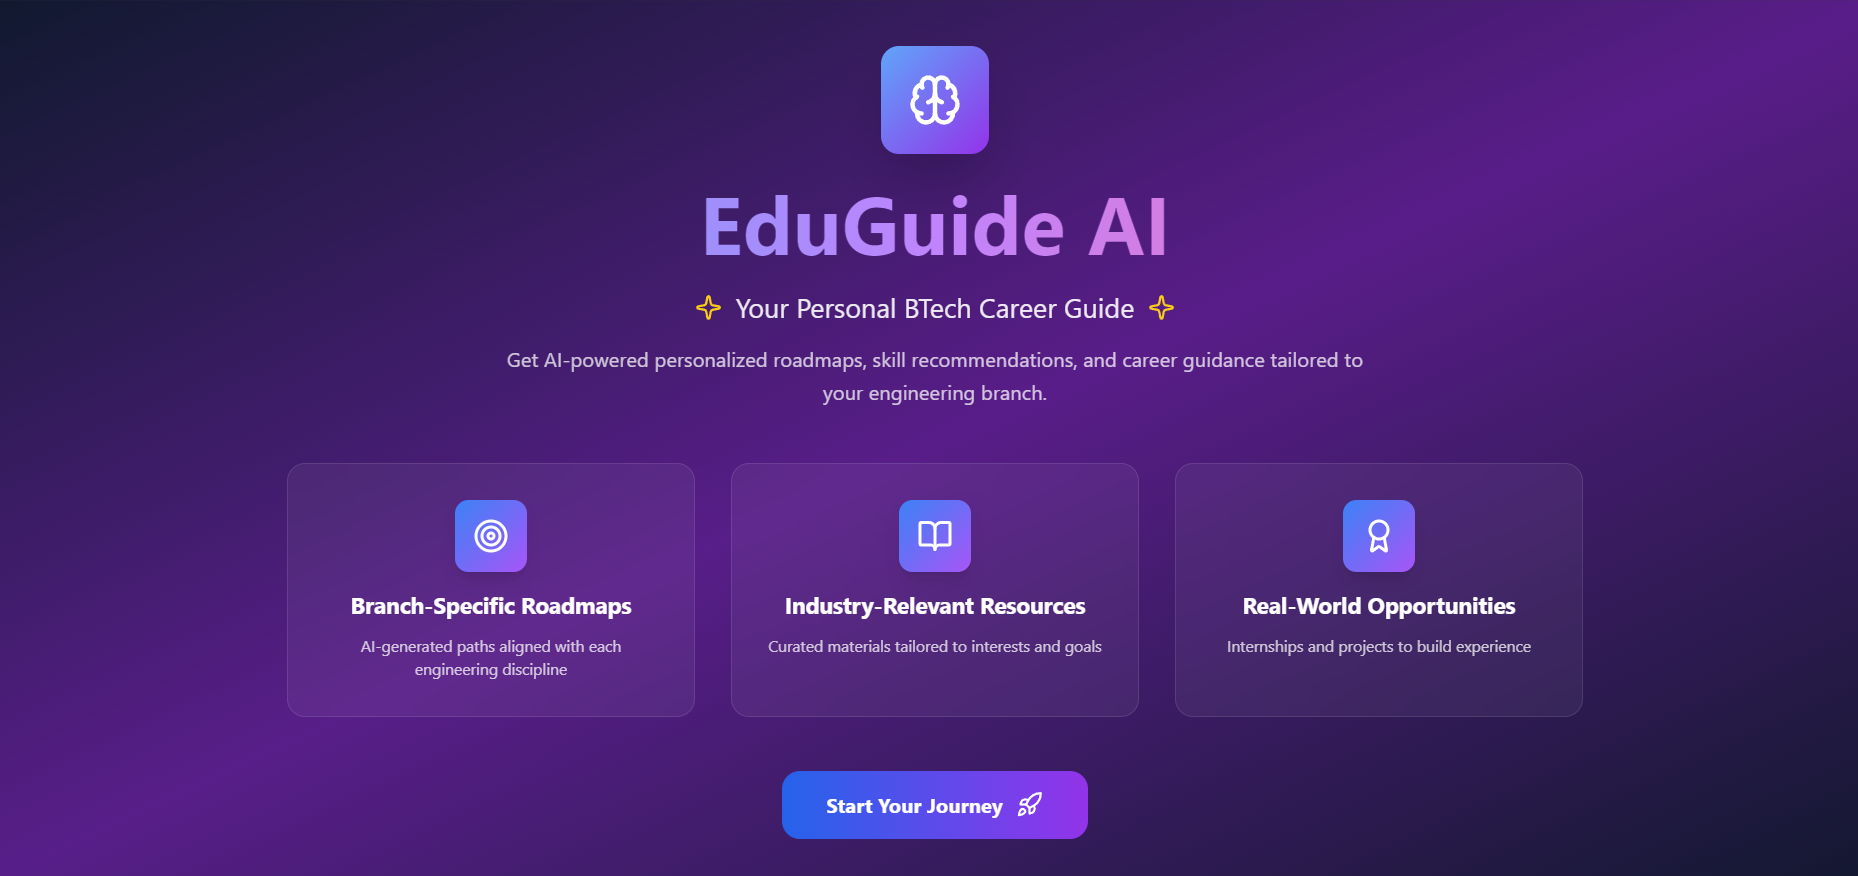 EduGuide AI
Your Personal BTech Career Guide
Get AI-powered personalized roadmaps, skill recommendations, and career guidance tailored to
your engineering branch.
Branch-Specific Roadmaps
AI-generated paths aligned with each
engineering discipline
Industry-Relevant Resources
Curated materials tailored to interests and goals
Real-World Opportunities
Internships and projects to build experience
Start Your Journey